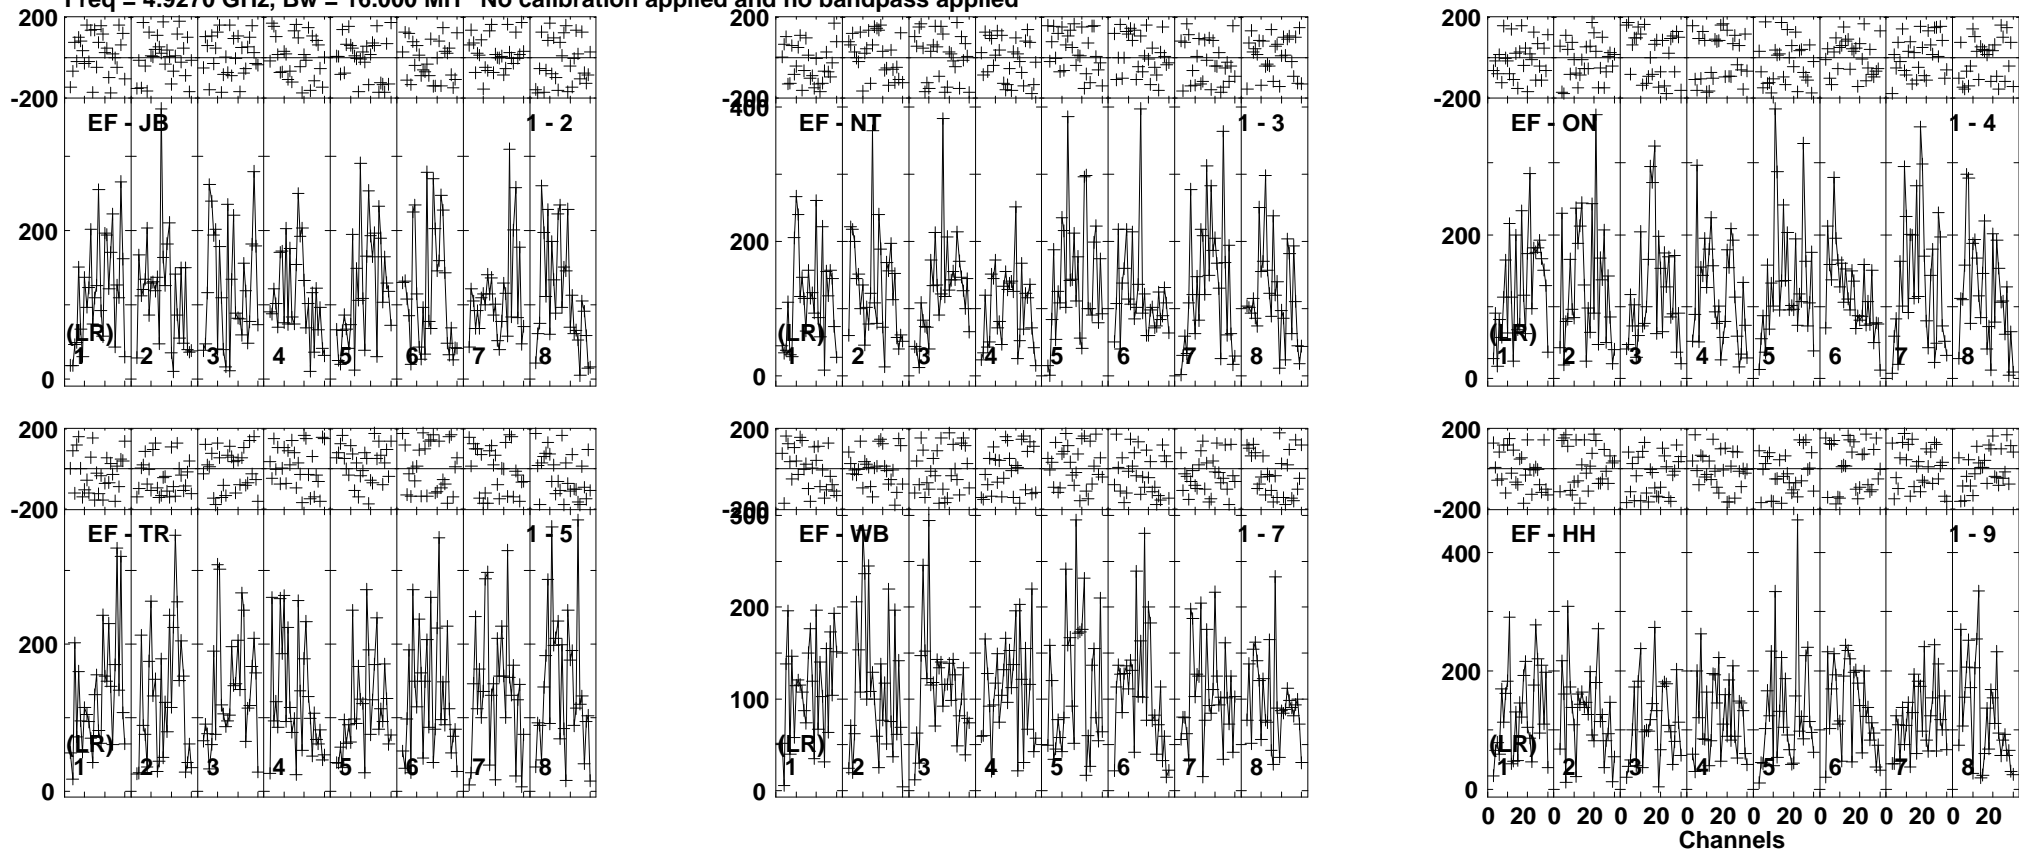 Freq = 4.9270 GHz, Bw = 16.000 MH No calibration applied and no bandpass applied
200
-200
EF - JB 1 - 2
200
(LR)
1 2 3 4 5 6 7 8
0
200
-200
400
EF - NT 1 - 3
200
(LR)
1 2 3 4 5 6 7 8
0
200
-200
EF - ON 1 - 4
200
(LR)
1 2 3 4 5 6 7 8
0
200
-200
EF - TR 1 - 5
200
(LR)
1 2 3 4 5 6 7 8
0
200
-200
300
EF - WB 1 - 7
200
100
(LR)
1 2 3 4 5 6 7 8
0
200
-200
EF - HH 1 - 9
400
200
(LR)
1 2 3 4 5 6 7 8
0
0 20 0 20 0 20 0 20 0 20 0 20 0 20 0 20
Channels